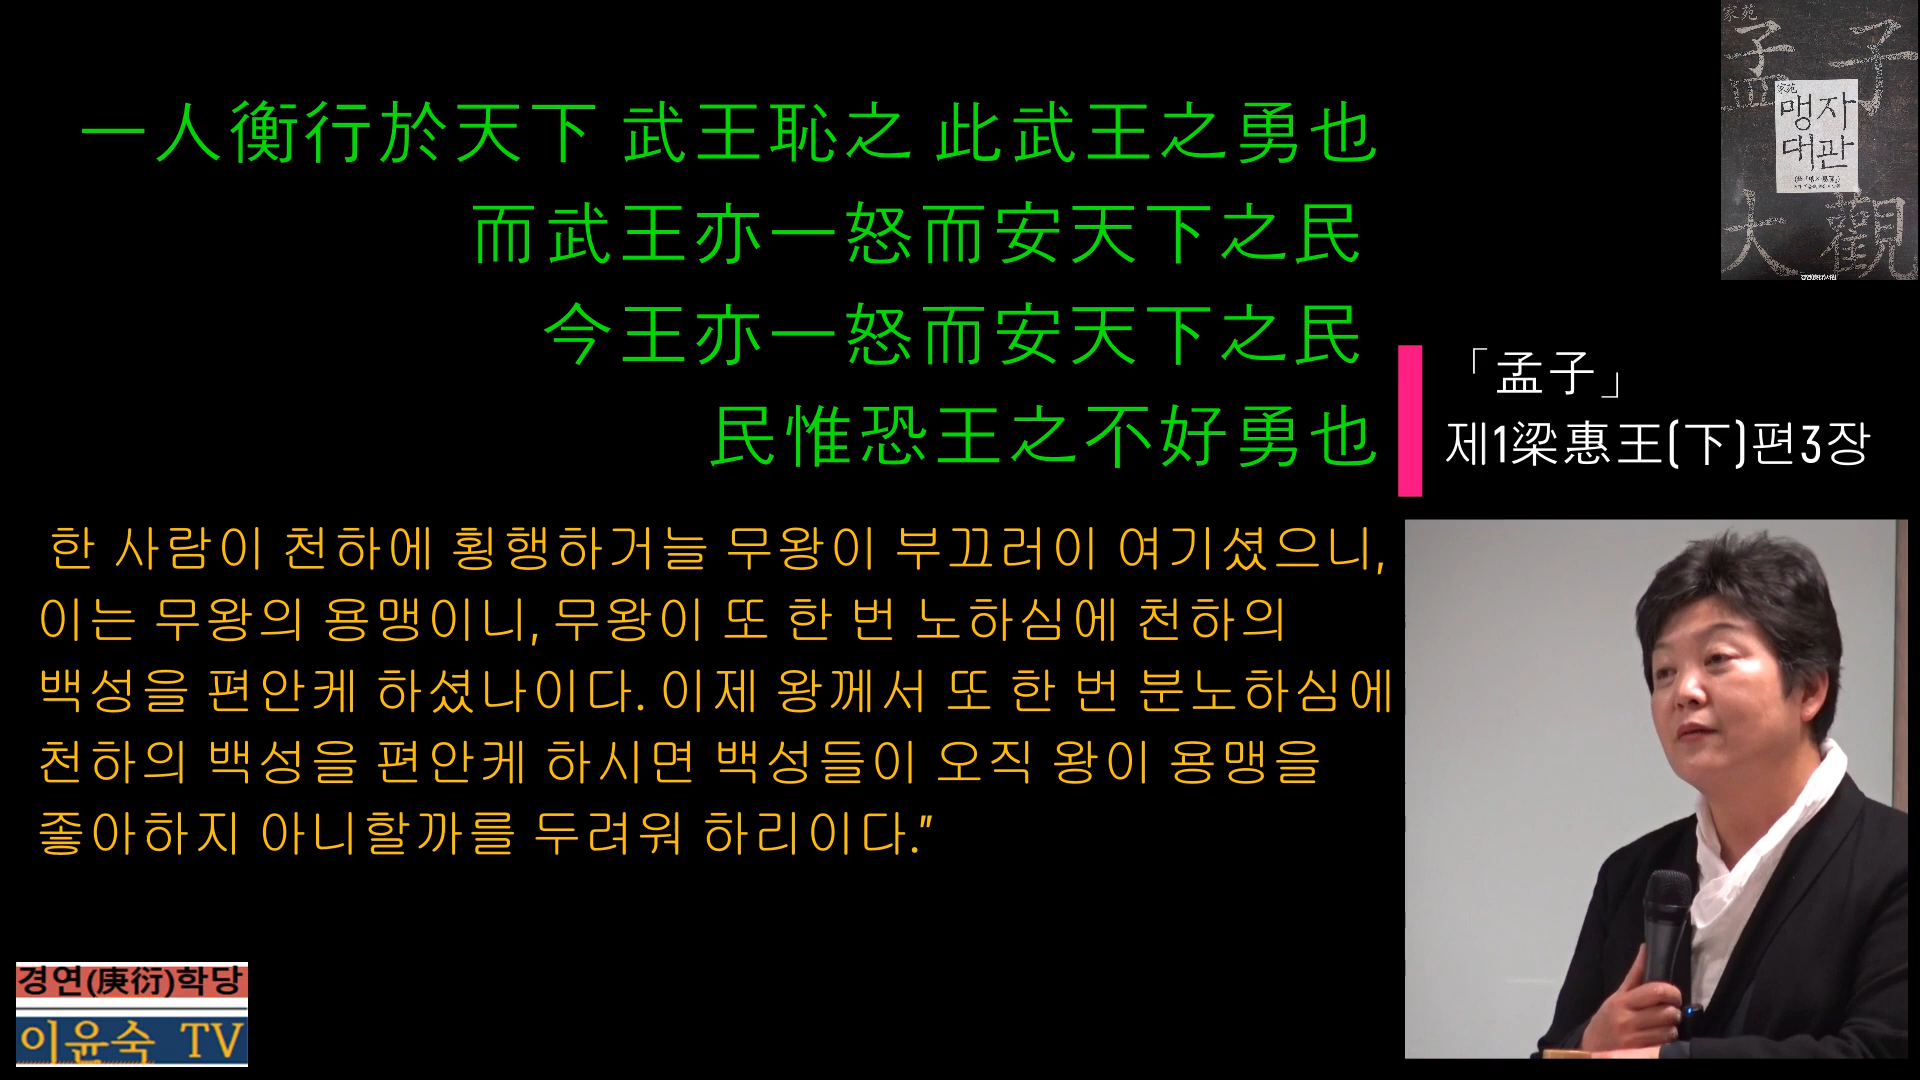 一人衡行於天下 武王恥之 此武王之勇也
而武王亦一怒而安天下之民
今王亦一怒而安天下之民
民惟恐王之不好勇也
「孟子」
제1梁惠王(下)편3장
한 사람이 천하에 횡행하거늘 무왕이 부끄러이 여기셨으니,
이는 무왕의 용맹이니, 무왕이 또 한 번 노하심에 천하의
백성을 편안케 하셨나이다. 이제 왕께서 또 한 번 분노하심에
천하의 백성을 편안케 하시면 백성들이 오직 왕이 용맹을
좋아하지 아니할까를 두려워 하리이다.”
家苑
孟子
家苑
맹자
대관
大觀
경연(庚衍)학당
이윤숙 TV